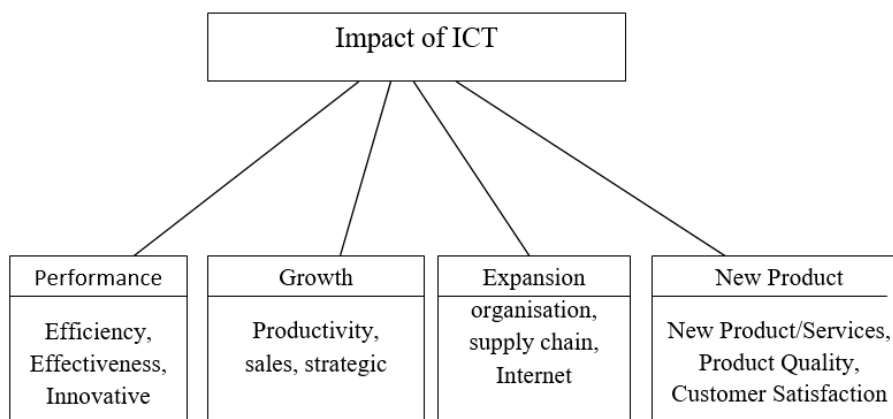 Impact of ICT
Performance
Efficiency,
Effectiveness,
Innovative
Growth
Productivity,
sales, strategic
Expansion
organisation,
supply chain,
Internet
New Product
New Product/Services,
Product Quality,
Customer Satisfaction